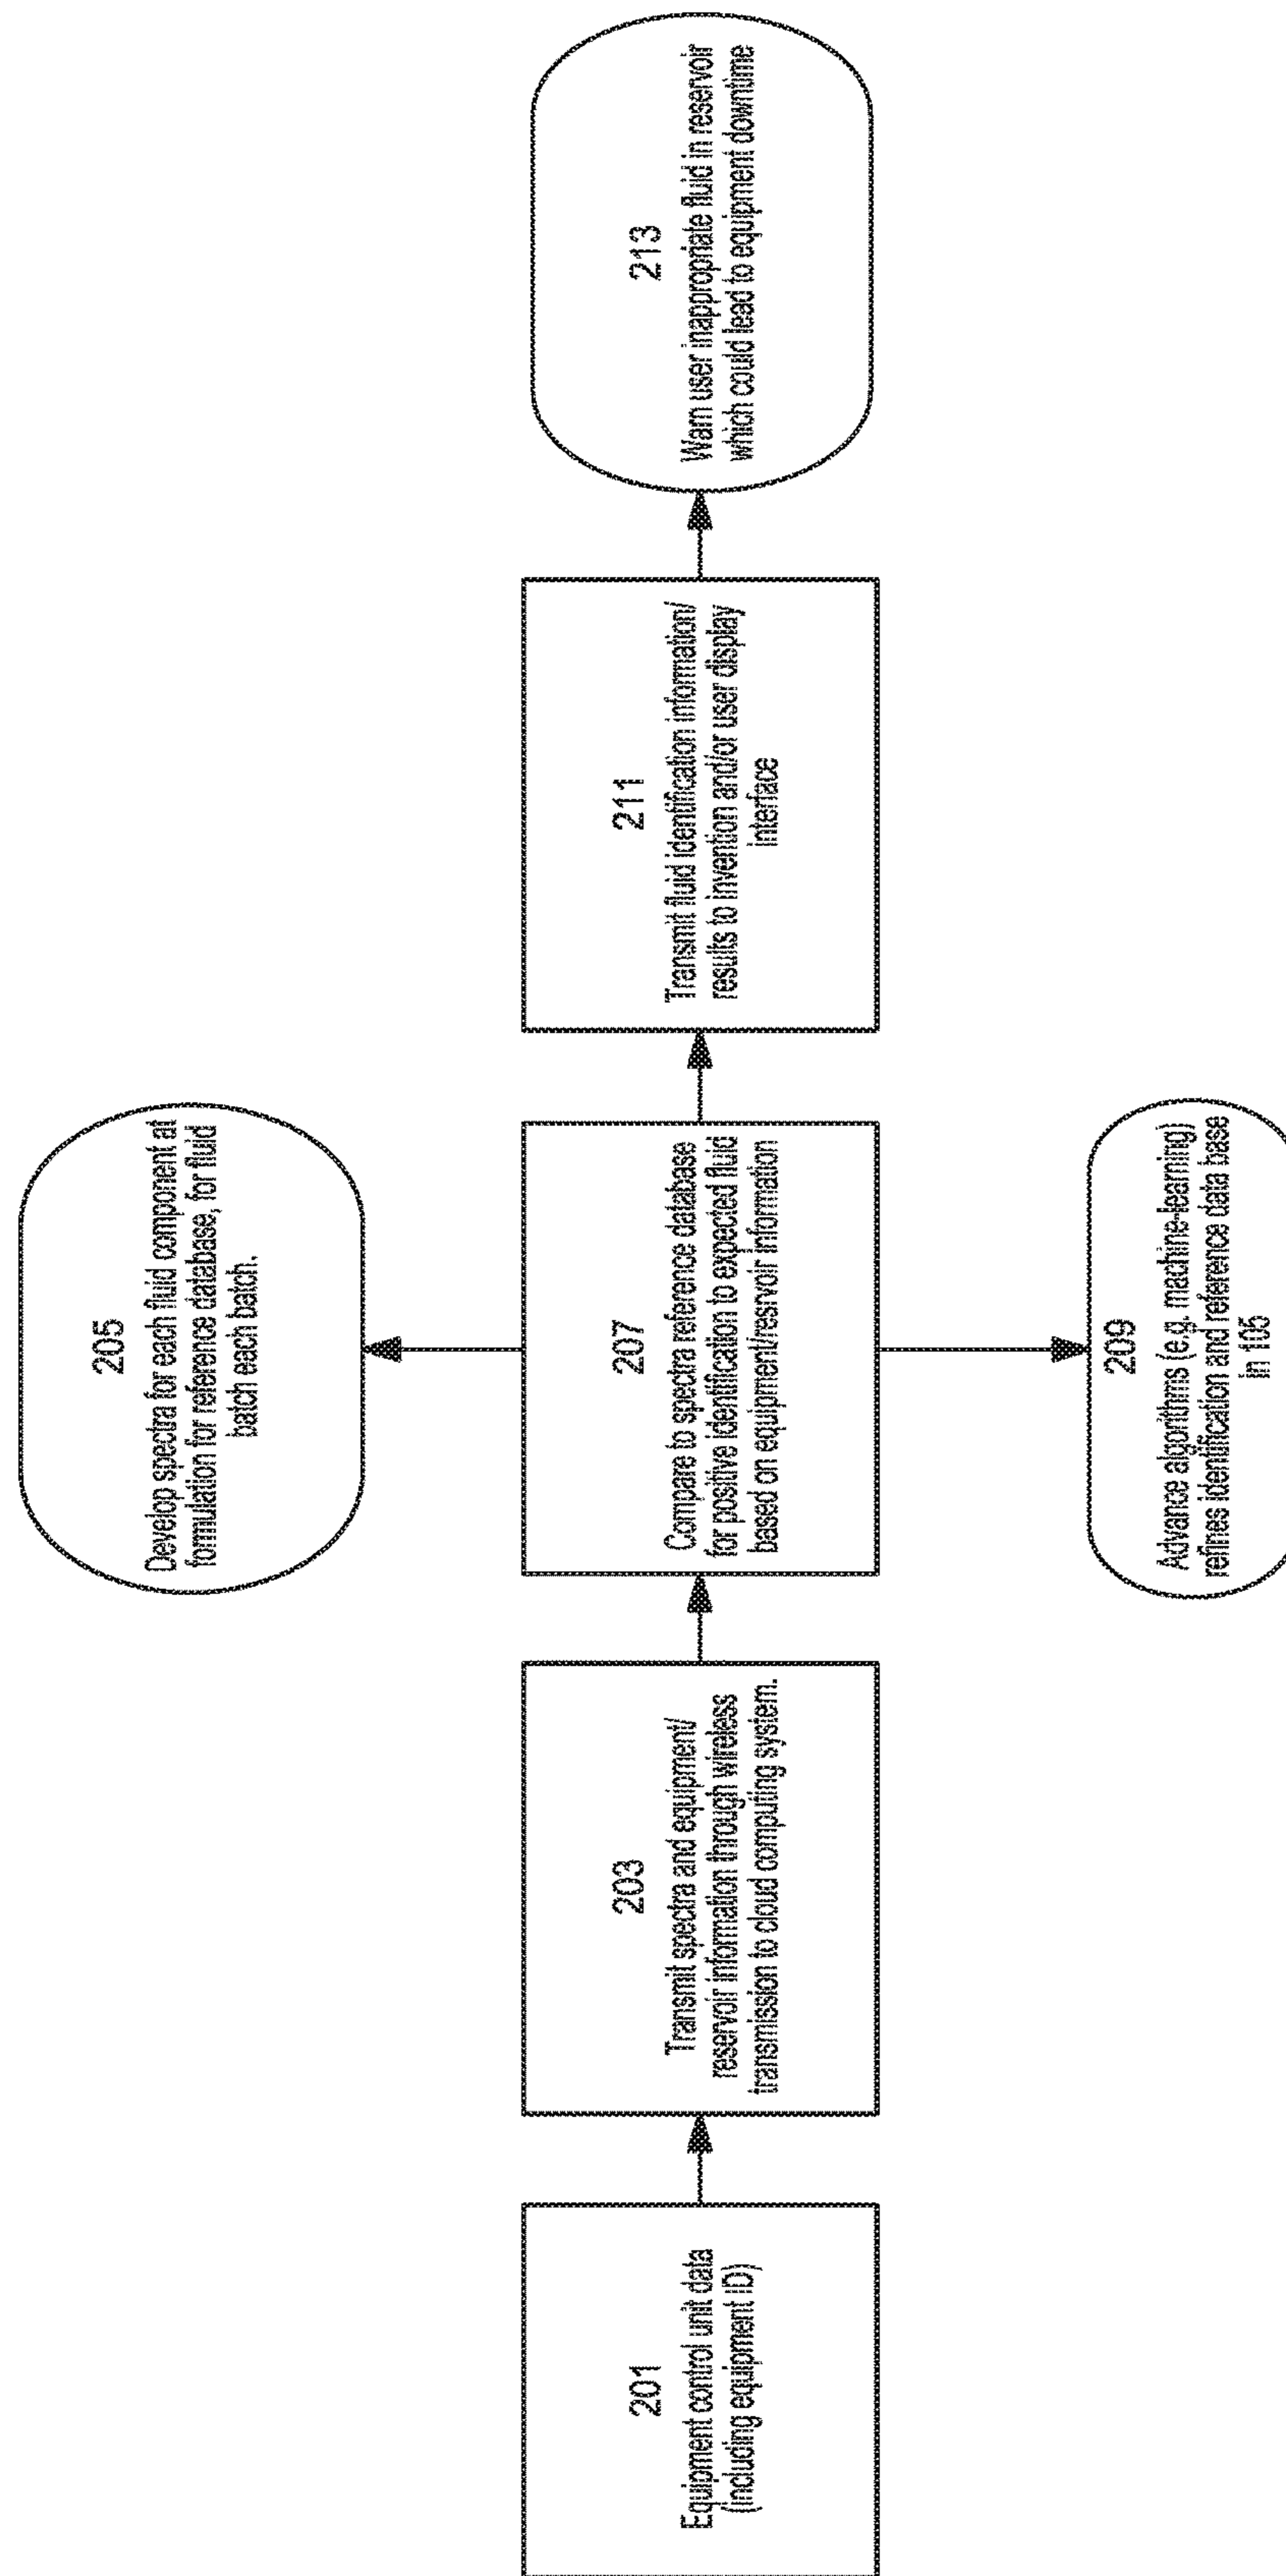 201
Equipment control unit data
(including equipment ID)
203
Transmit spectra and equipment/
reservoir information through wireless
transmission to cloud computing system.
205
Develop spectra for each fluid component at
formulation for reference database, for fluid
batch each batch.
207
Compare to spectra reference database
for positive identification to expected fluid
based on equipment/resrvoir information
209
Advance algorithms (e.g. machine-learning)
refines identification and reference data base
in 105
211
Transmit fluid identification information/
results to invention and/or user display
interface
213
Warn user inappropriate fluid in reservoir
which could lead to equipment downtime